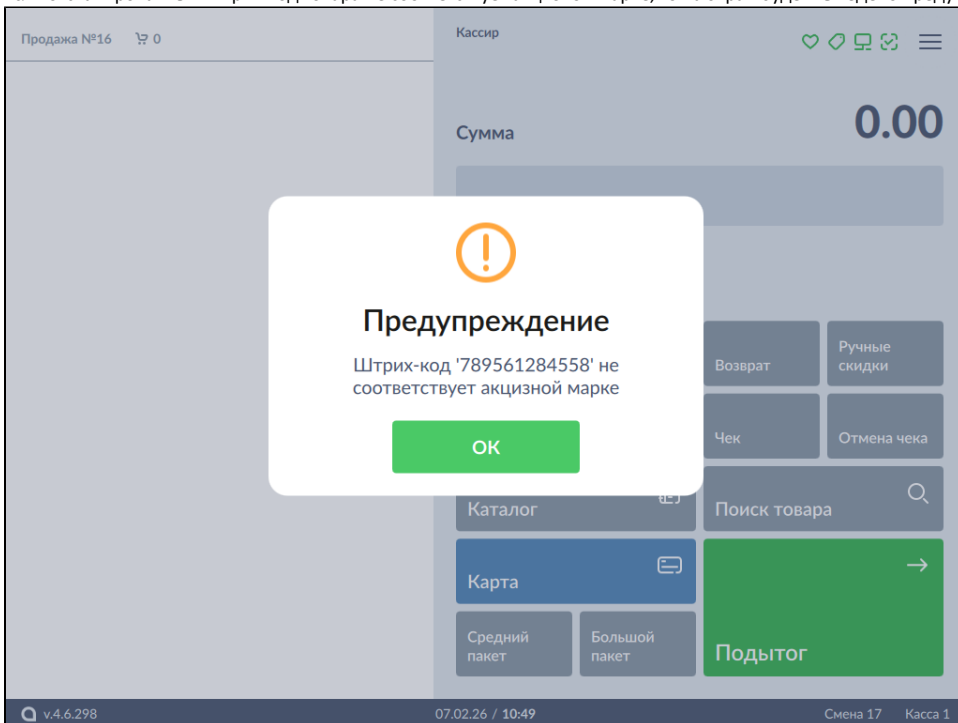 Продажа №16 0
Кассир
Сумма
0.00
Предупреждение
Штрих-код '789561284558' не
соответствует акцизной марке
ОК
Возврат
Ручные
скидки
Чек
Отмена чека
Каталог
Поиск товара
Карта
Средний
пакет
Большой
пакет
Подытог
v.4.6.298
07.02.26 / 10:49
Смена 17 Касса 1